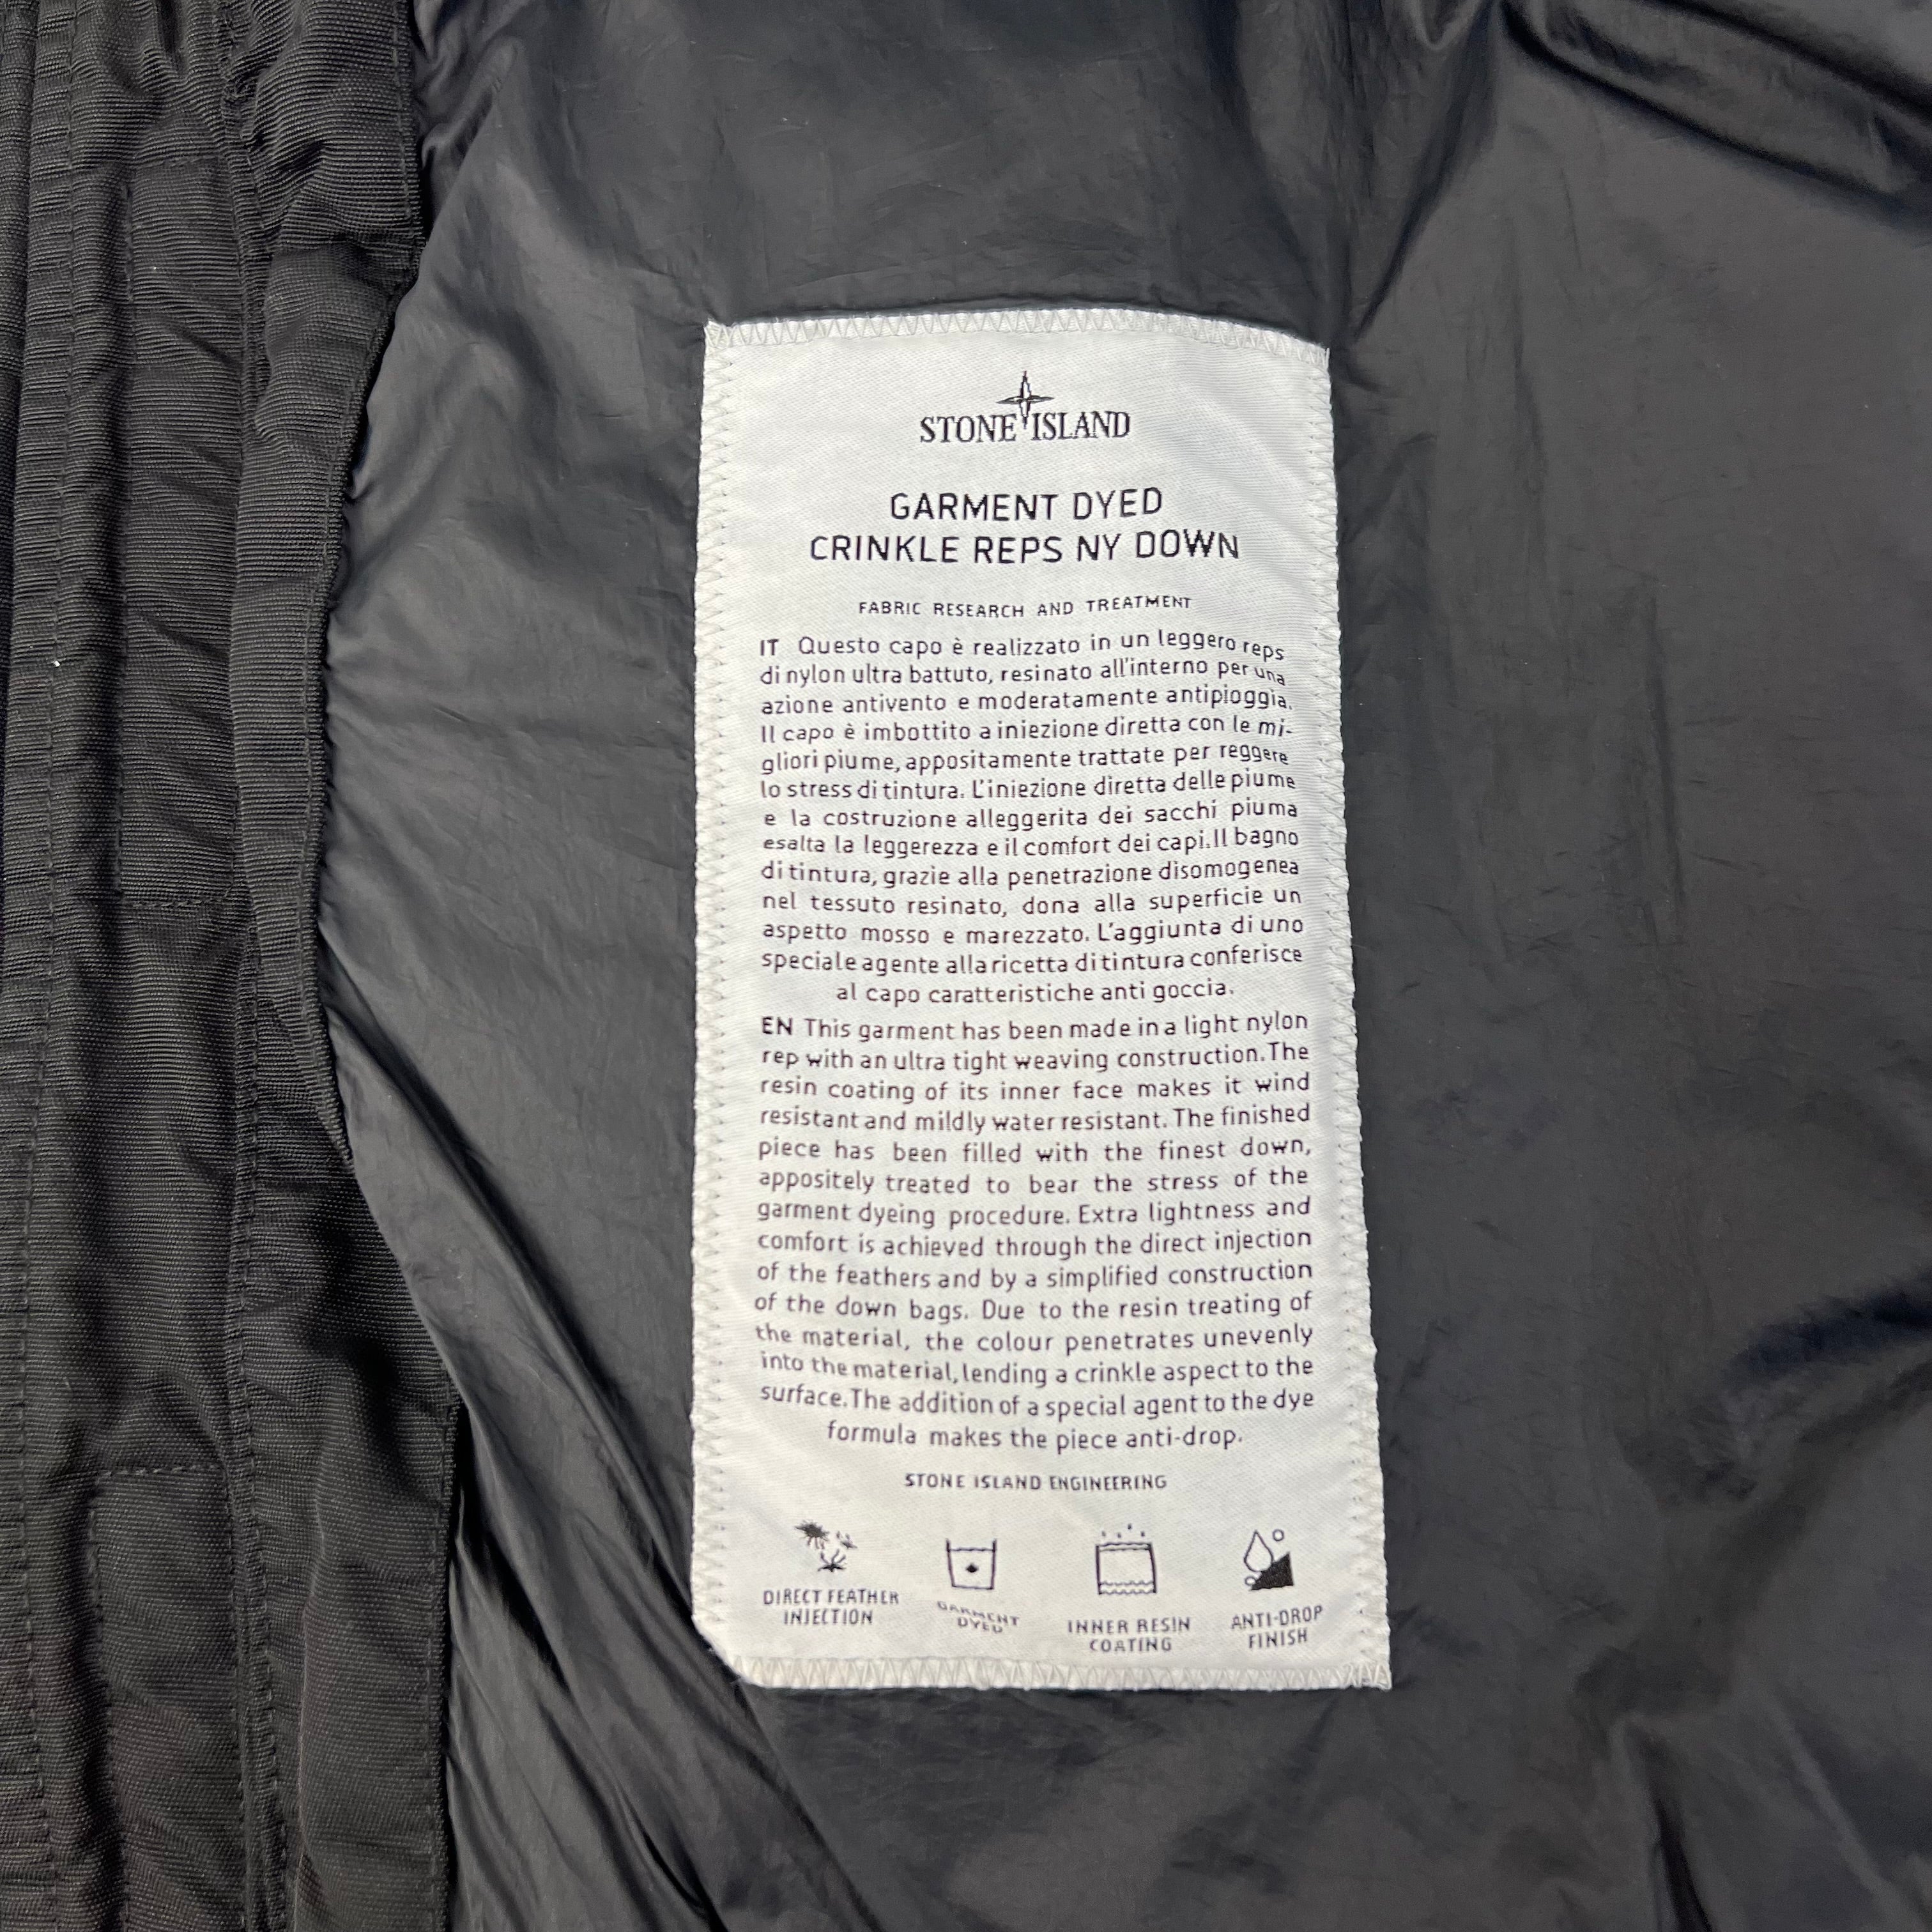 STONE ISLAND
GARMENT DYED
CRINKLE REPS NY DOWN
FABRIC RESEARCH AND TREATMENT
IT Questo capo è realizzato in un leggero reps
di nylon ultra battuto, resinato all'interno per una
azione antivento e moderatamente antipioggia.
Il capo è imbottito a iniezione diretta con le mi-
gliori piume, appositamente trattate per reggere
lo stress di tintura. L'iniezione diretta delle piume
e la costruzione alleggerita dei sacchi piuma
esalta la leggerezza e il comfort dei capi. Il bagno
di tintura, grazie alla penetrazione disomogenea
nel tessuto resinato, dona alla superficie un
aspetto mosso e marezzato. L'aggiunta di uno
speciale agente alla ricetta di tintura conferisce
al capo caratteristiche anti goccia.
EN This garment has been made in a light nylon
rep with an ultra tight weaving construction. The
resin coating of its inner face makes it wind
resistant and mildly water resistant. The finished
piece has been filled with the finest down,
appositely treated to bear the stress of the
garment dyeing procedure. Extra lightness and
comfort is achieved through the direct injection
of the feathers and by a simplified construction
of the down bags. Due to the resin treating of
the material, the colour penetrates unevenly
into the material, lending a crinkle aspect to the
surface. The addition of a special agent to the dye
formula makes the piece anti-drop.
STONE ISLAND ENGINEERING
DIRECT FEATHER
INJECTION
GARMENT
DYED
INNER RESIN
COATING
ANTI-DROP
FINISH